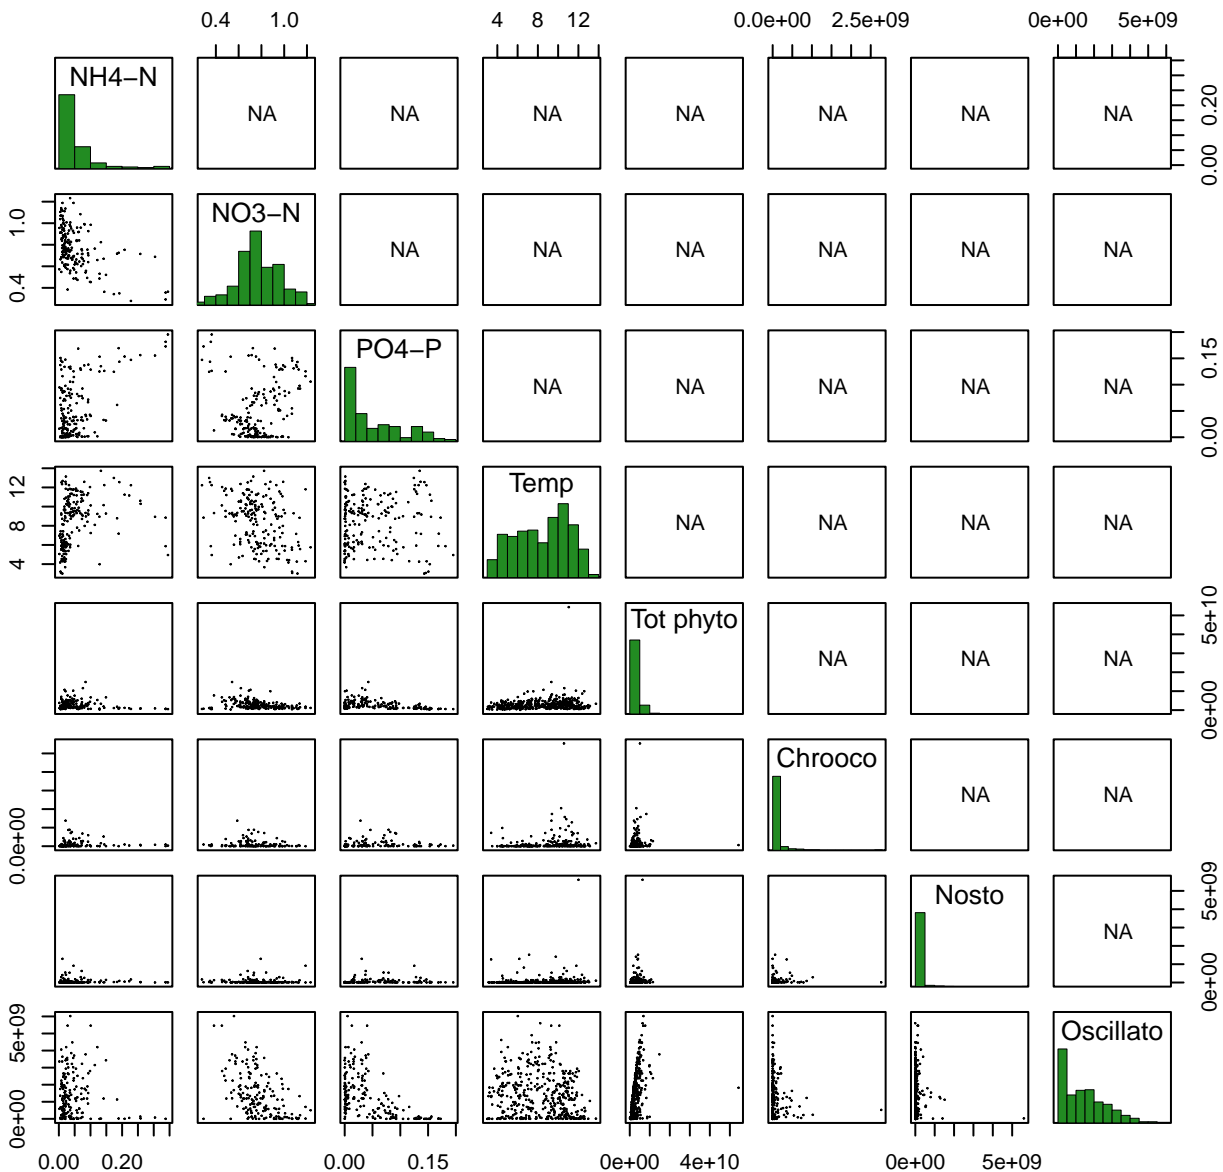 0.4 1.0 4 8 12 0.0e+00 2.5e+09 0e+00 5e+09
NH4−N NA NA NA NA NA NA NA 0.00 0.20
0.4 1.0 NO3−N NA NA NA NA NA NA
PO4−P NA NA NA NA NA 0.00 0.15
4 8 12 Temp NA NA NA NA
Tot phyto NA NA NA 0e+00 5e+10
0.0e+00 Chrooco NA NA
Nosto NA 0e+00 5e+09
0e+00 5e+09 Oscillato
0.00 0.20 0.00 0.15 0e+00 4e+10 0e+00 5e+09